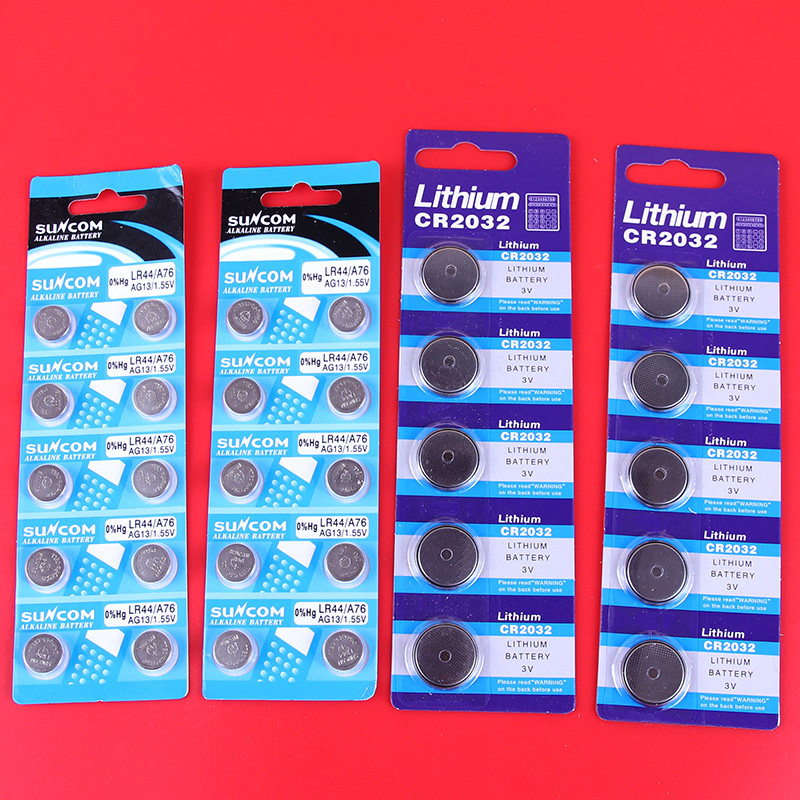 SUNCOM
ALKALINE BATTERY
SUNCOM
ALKALINE BATTERY
0%Hg
LR44/A76
AG13/1.55V
SUNCOM
ALKALINE BATTERY
0%Hg
LR44/A76
AG13/1.55V
SUNCOM
ALKALINE BATTERY
0%Hg
LR44/A76
AG13/1.55V
SUNCOM
ALKALINE BATTERY
0%Hg
LR44/A76
AG13/1.55V
SUNCOM
ALKALINE BATTERY
0%Hg
LR44/A76
AG13/1.55V
SUNCOM
ALKALINE BATTERY
SUNCOM
ALKALINE BATTERY
0%Hg
LR44/A76
AG13/1.55V
SUNCOM
ALKALINE BATTERY
0%Hg
LR44/A76
AG13/1.55V
SUNCOM
ALKALINE BATTERY
0%Hg
LR44/A76
AG13/1.55V
SUNCOM
ALKALINE BATTERY
0%Hg
LR44/A76
AG13/1.55V
SUNCOM
ALKALINE BATTERY
0%Hg
LR44/A76
AG13/1.55V
Lithium
CR2032
Lithium
CR2032
LITHIUM
BATTERY
3V
Please read"WARNING"
on the back before use
Lithium
CR2032
LITHIUM
BATTERY
3V
Please read"WARNING"
on the back before use
Lithium
CR2032
LITHIUM
BATTERY
3V
Please read"WARNING"
on the back before use
Lithium
CR2032
LITHIUM
BATTERY
3V
Please read"WARNING"
on the back before use
Lithium
CR2032
LITHIUM
BATTERY
3V
Please read"WARNING"
on the back before use
Lithium
CR2032
Lithium
CR2032
LITHIUM
BATTERY
3V
Please read"WARNING"
on the back before use
Lithium
CR2032
LITHIUM
BATTERY
3V
Please read"WARNING"
on the back before use
Lithium
CR2032
LITHIUM
BATTERY
3V
Please read"WARNING"
on the back before use
Lithium
CR2032
LITHIUM
BATTERY
3V
Please read"WARNING"
on the back before use
Lithium
CR2032
LITHIUM
BATTERY
3V
Please read"WARNING"
on the back before use